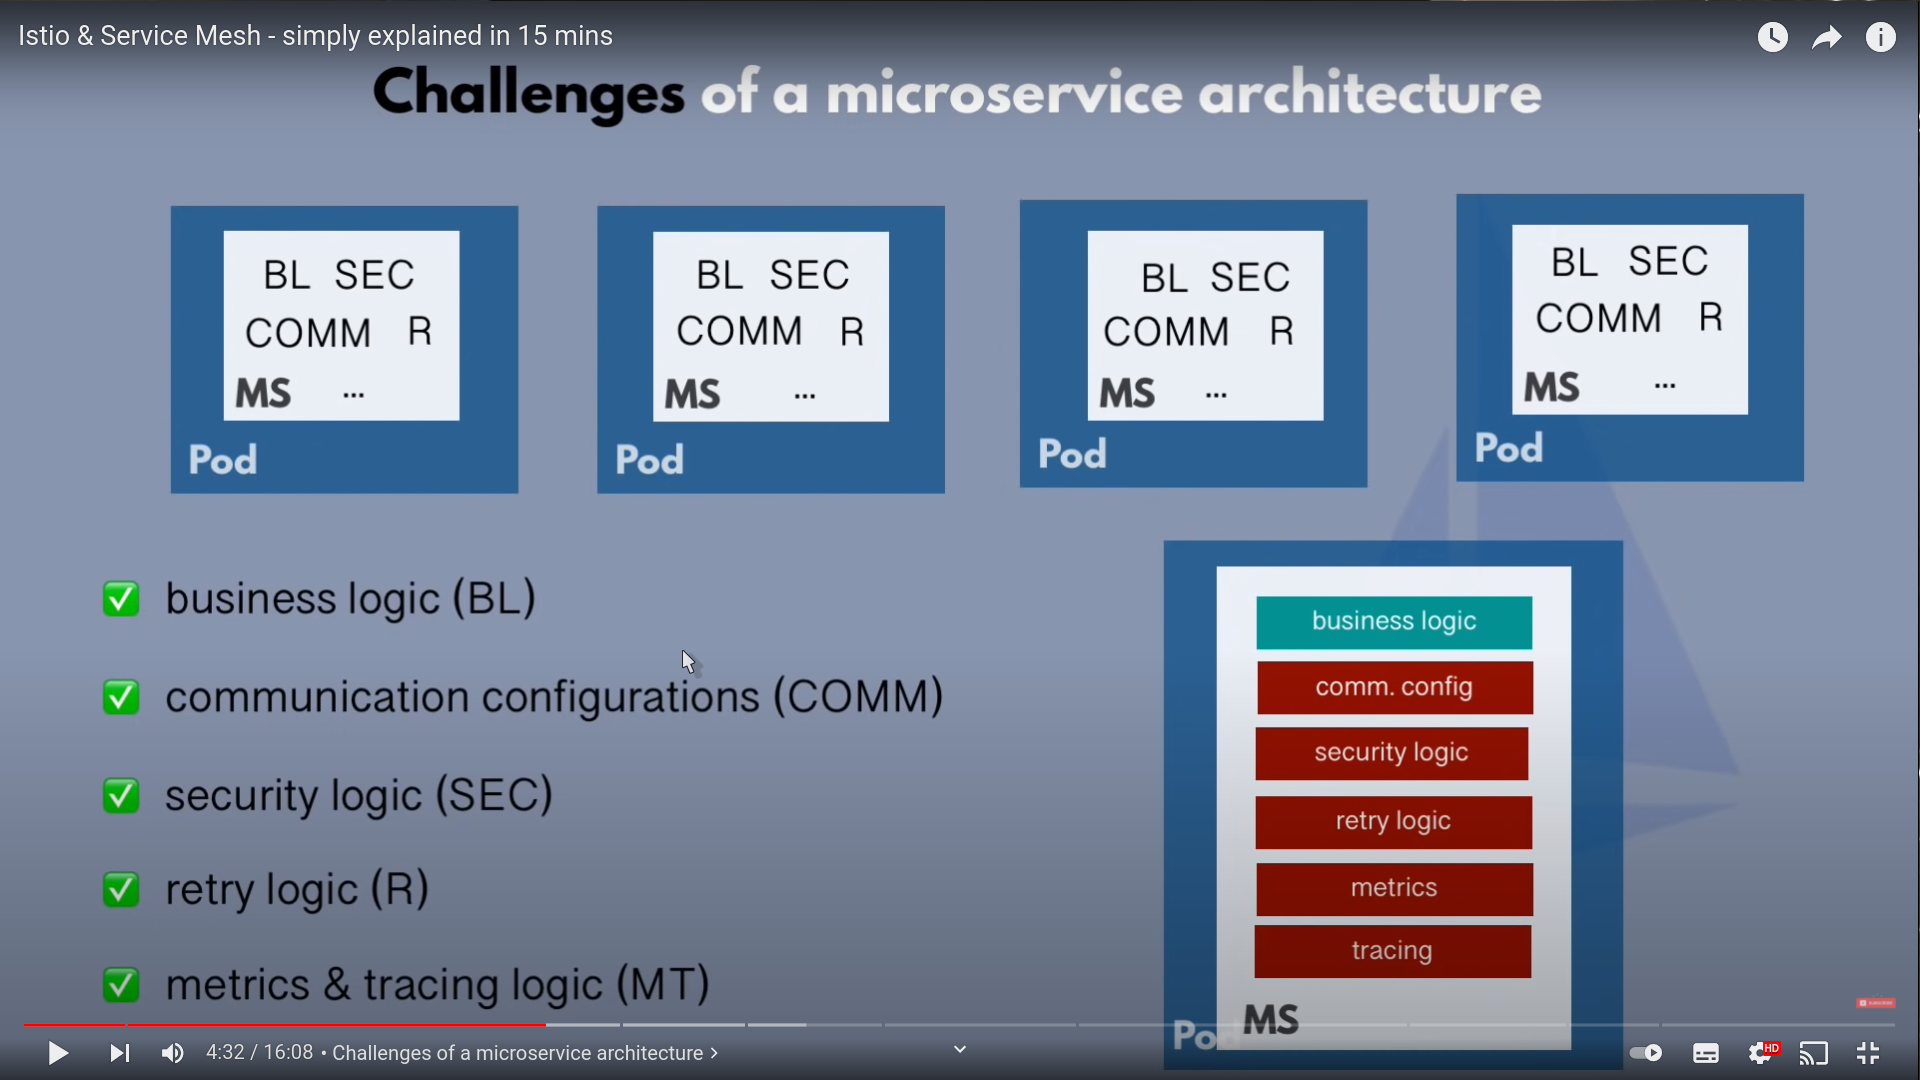 Istio & Service Mesh - simply explained in 15 mins
Challenges of a microservice architecture
BL SEC
COMM R
MS ...
Pod
BL SEC
COMM R
MS ...
Pod
BL SEC
COMM R
MS ...
Pod
BL SEC
COMM R
MS ...
Pod
business logic (BL)
communication configurations (COMM)
security logic (SEC)
retry logic (R)
metrics & tracing logic (MT)
business logic
comm. config
security logic
retry logic
metrics
tracing
MS
Pod
SUBSCRIBE
4:32 / 16:08 • Challenges of a microservice architecture >
HD